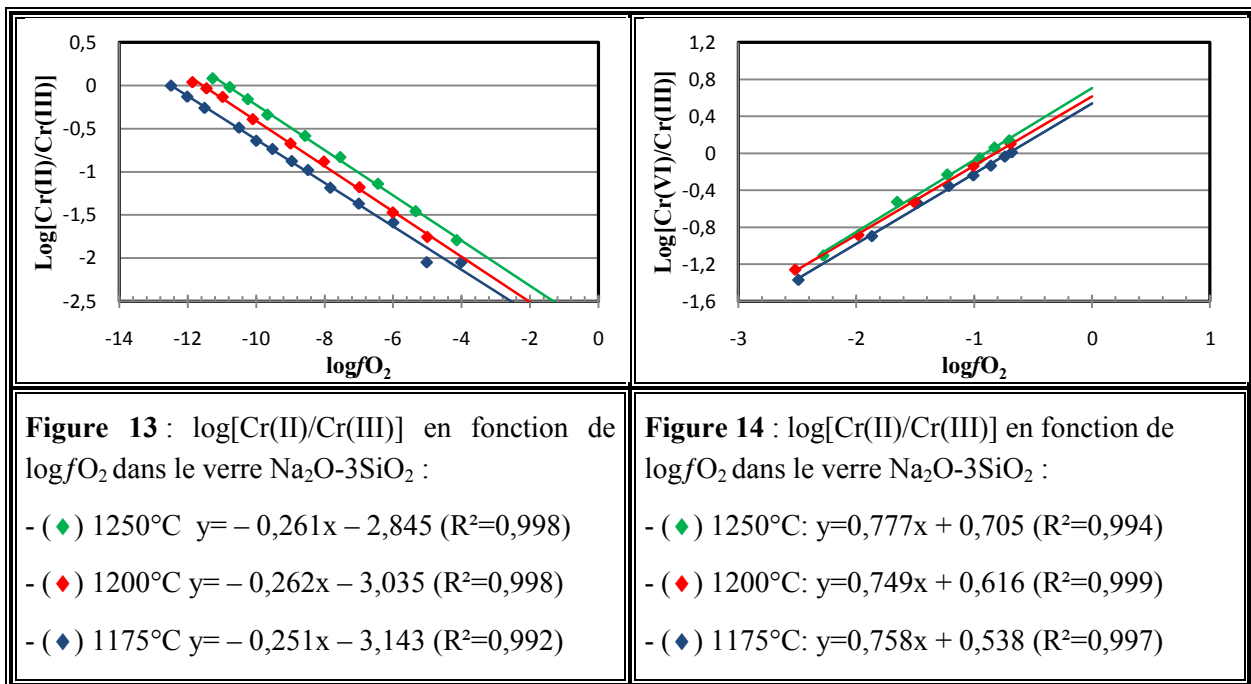 0,5
0
-0,5
-1
-1,5
-2
-2,5
Log[Cr(II)/Cr(III)]
-14 -12 -10 -8 -6 -4 -2 0
logfO₂
1,2
0,8
0,4
0
-0,4
-0,8
-1,2
-1,6
Log[Cr(VI)/Cr(III)]
-3 -2 -1 0 1
logfO₂
Figure 13 : log[Cr(II)/Cr(III)] en fonction de
logfO₂ dans le verre Na₂O-3SiO₂ :
- (♦) 1250°C y= – 0,261x – 2,845 (R²=0,998)
- (♦) 1200°C y= – 0,262x – 3,035 (R²=0,998)
- (♦) 1175°C y= – 0,251x – 3,143 (R²=0,992)
Figure 14 : log[Cr(II)/Cr(III)] en fonction de
logfO₂ dans le verre Na₂O-3SiO₂ :
- (♦) 1250°C: y=0,777x + 0,705 (R²=0,994)
- (♦) 1200°C: y=0,749x + 0,616 (R²=0,999)
- (♦) 1175°C: y=0,758x + 0,538 (R²=0,997)